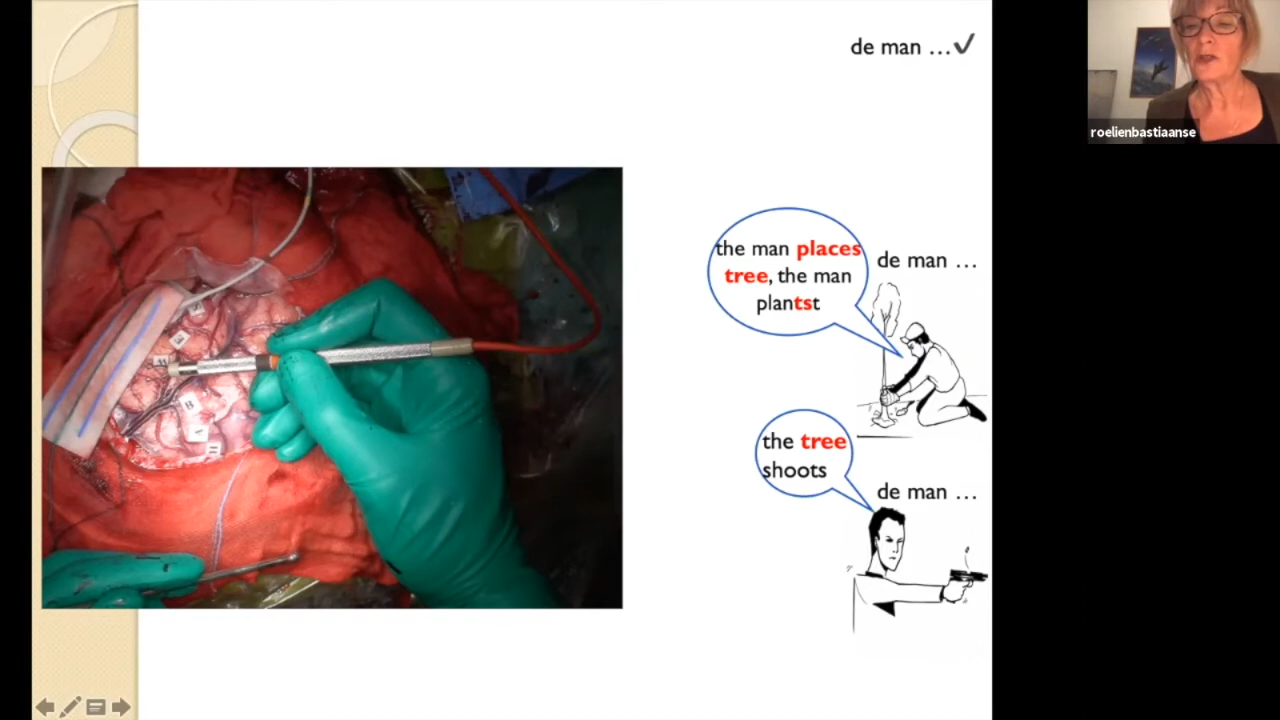 de man …✓
the man places
tree, the man
plantst
de man …
the tree
shoots
de man …
roelienbastiaanse